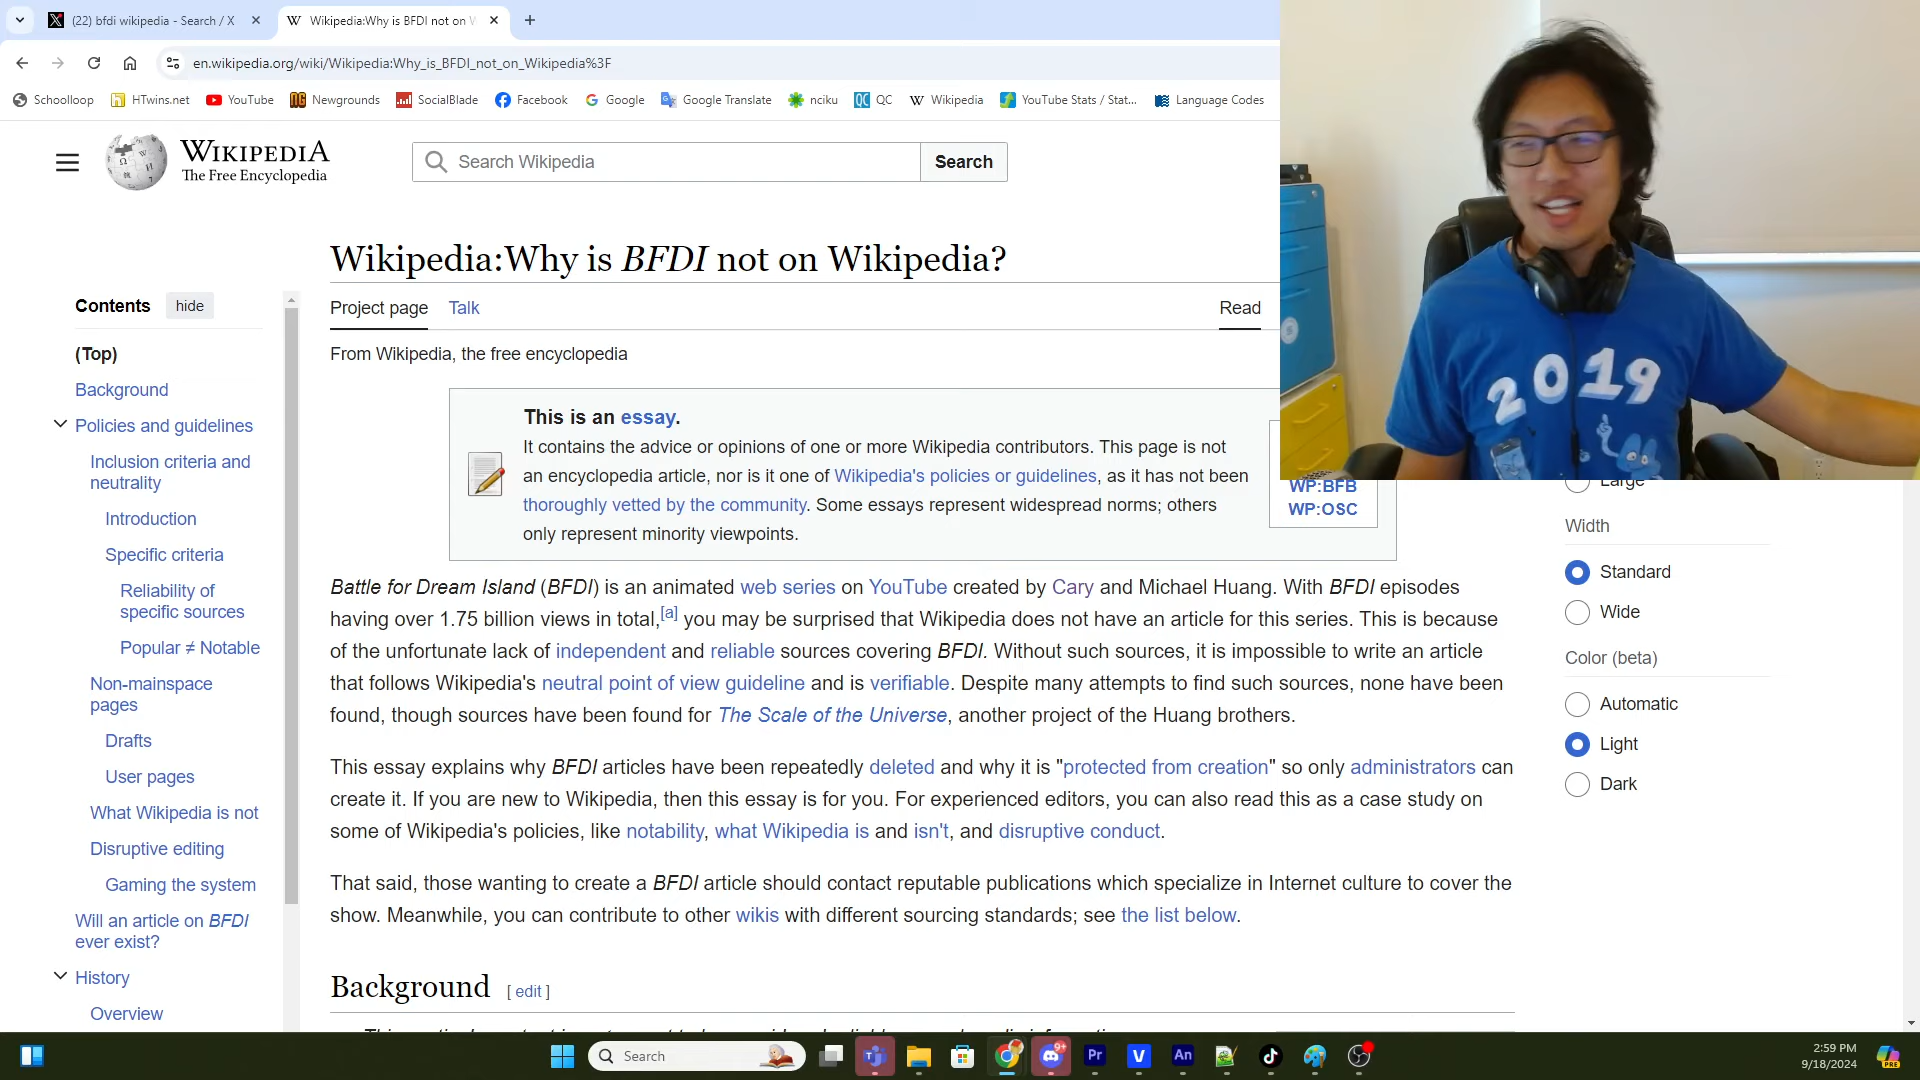 (22) bfdi wikipedia - Search / X
Wikipedia:Why is BFDI not on W
en.wikipedia.org/wiki/Wikipedia:Why_is_BFDI_not_on_Wikipedia%3F
Schoolloop HTwins.net YouTube Newgrounds SocialBlade Facebook Google Google Translate nciku QC Wikipedia YouTube Stats / Stat... Language Codes
WIKIPEDIA
The Free Encyclopedia
Search Wikipedia
Search
Wikipedia:Why is BFDI not on Wikipedia?
Project page Talk Read
From Wikipedia, the free encyclopedia
Contents hide
(Top)
Background
Policies and guidelines
Inclusion criteria and
neutrality
Introduction
Specific criteria
Reliability of
specific sources
Popular ≠ Notable
Non-mainspace
pages
Drafts
User pages
What Wikipedia is not
Disruptive editing
Gaming the system
Will an article on BFDI
ever exist?
History
Overview
This is an essay.
It contains the advice or opinions of one or more Wikipedia contributors. This page is not
an encyclopedia article, nor is it one of Wikipedia's policies or guidelines, as it has not been
thoroughly vetted by the community. Some essays represent widespread norms; others
only represent minority viewpoints.
WP:BFB
WP:OSC
Battle for Dream Island (BFDI) is an animated web series on YouTube created by Cary and Michael Huang. With BFDI episodes
having over 1.75 billion views in total,[a] you may be surprised that Wikipedia does not have an article for this series. This is because
of the unfortunate lack of independent and reliable sources covering BFDI. Without such sources, it is impossible to write an article
that follows Wikipedia's neutral point of view guideline and is verifiable. Despite many attempts to find such sources, none have been
found, though sources have been found for The Scale of the Universe, another project of the Huang brothers.
This essay explains why BFDI articles have been repeatedly deleted and why it is "protected from creation" so only administrators can
create it. If you are new to Wikipedia, then this essay is for you. For experienced editors, you can also read this as a case study on
some of Wikipedia's policies, like notability, what Wikipedia is and isn't, and disruptive conduct.
That said, those wanting to create a BFDI article should contact reputable publications which specialize in Internet culture to cover the
show. Meanwhile, you can contribute to other wikis with different sourcing standards; see the list below.
Background [ edit ]
Large
Width
Standard
Wide
Color (beta)
Automatic
Light
Dark
2019
Search
9+
Pr
V
An
PRE
2:59 PM
9/18/2024